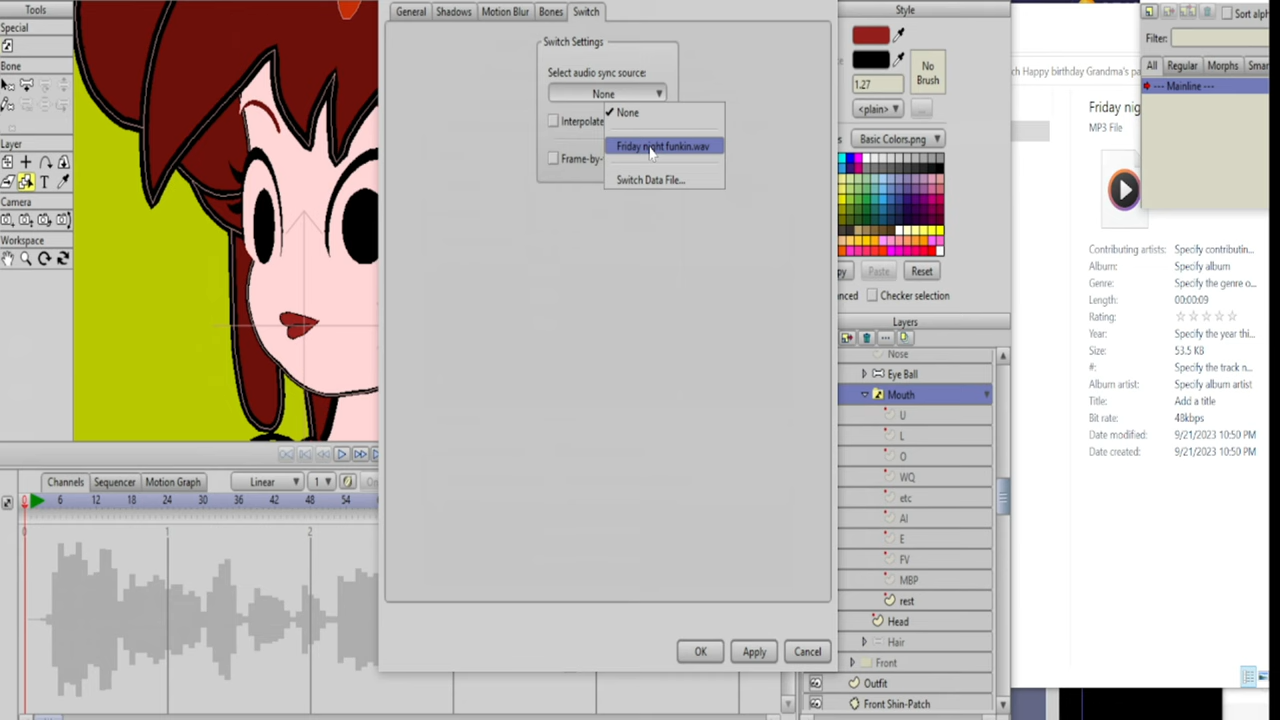 Tools
Special
Bone
Layer
Camera
Workspace
General
Shadows
Motion Blur
Bones
Switch
Switch Settings
Select audio sync source:
None
None
Interpolate
Friday night funkin.wav
Frame-by-
Switch Data File...
OK
Apply
Cancel
Style
No
Brush
1.27
<plain>
...
Basic Colors.png
Paste
Reset
Checker selection
Layers
Nose
Eye Ball
Mouth
U
L
O
WQ
etc
AI
E
FV
MBP
rest
Head
Hair
Front
Outfit
Front Shin-Patch
Channels
Sequencer
Motion Graph
Linear
1
6 12 18 24 30 36 42 48 54
0 1 2
Sort alph
Filter:
All
Regular
Morphs
Smar
--- Mainline ---
ch Happy birthday Grandma's pa
Friday nig
MP3 File
Contributing artists: Specify contributin...
Album: Specify album
Genre: Specify the genre o...
Length: 00:00:09
Rating:
Year: Specify the year thi...
Size: 53.5 KB
#: Specify the track n...
Album artist: Specify album artist
Title: Add a title
Bit rate: 48kbps
Date modified: 9/21/2023 10:50 PM
Date created: 9/21/2023 10:50 PM